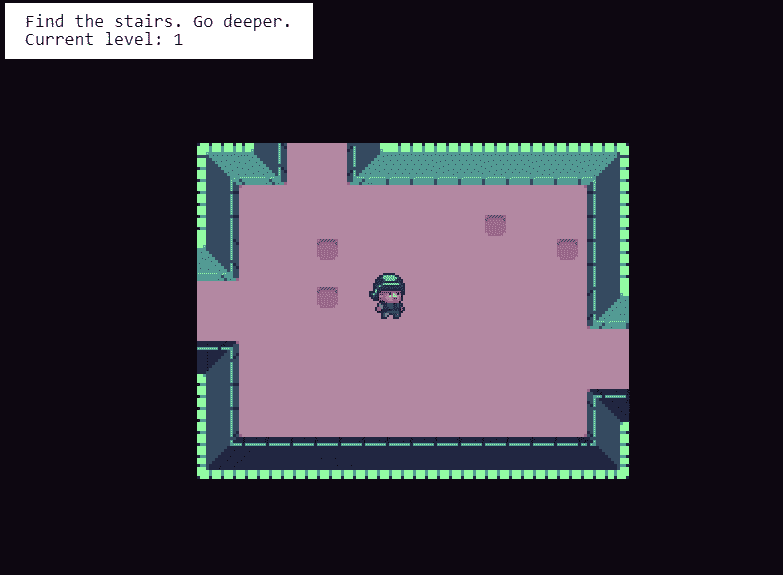 Find the stairs. Go deeper.
Current level: 1